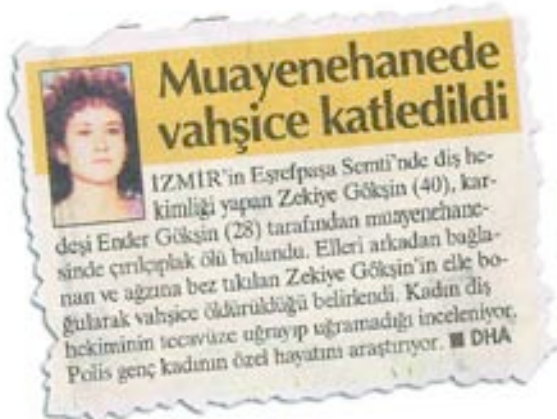 Muayenehanede
vahşice katledildi
İZMİR'in Eşrefpaşa Semti'nde diş he-
kimliği yapan Zekiye Gökşin (40), kar-
deşi Ender Gökşin (28) tarafından muayenehane-
sinde çırılçıplak ölü bulundu. Elleri arkadan bağla-
nan ve ağzına bez tıkılan Zekiye Gökşin'in elle bo-
ğularak vahşice öldürüldüğü belirlendi. Kadın diş
hekiminin tecavüze uğrayıp uğramadığı inceleniyor.
Polis genç kadının özel hayatını araştırıyor. ■ DHA